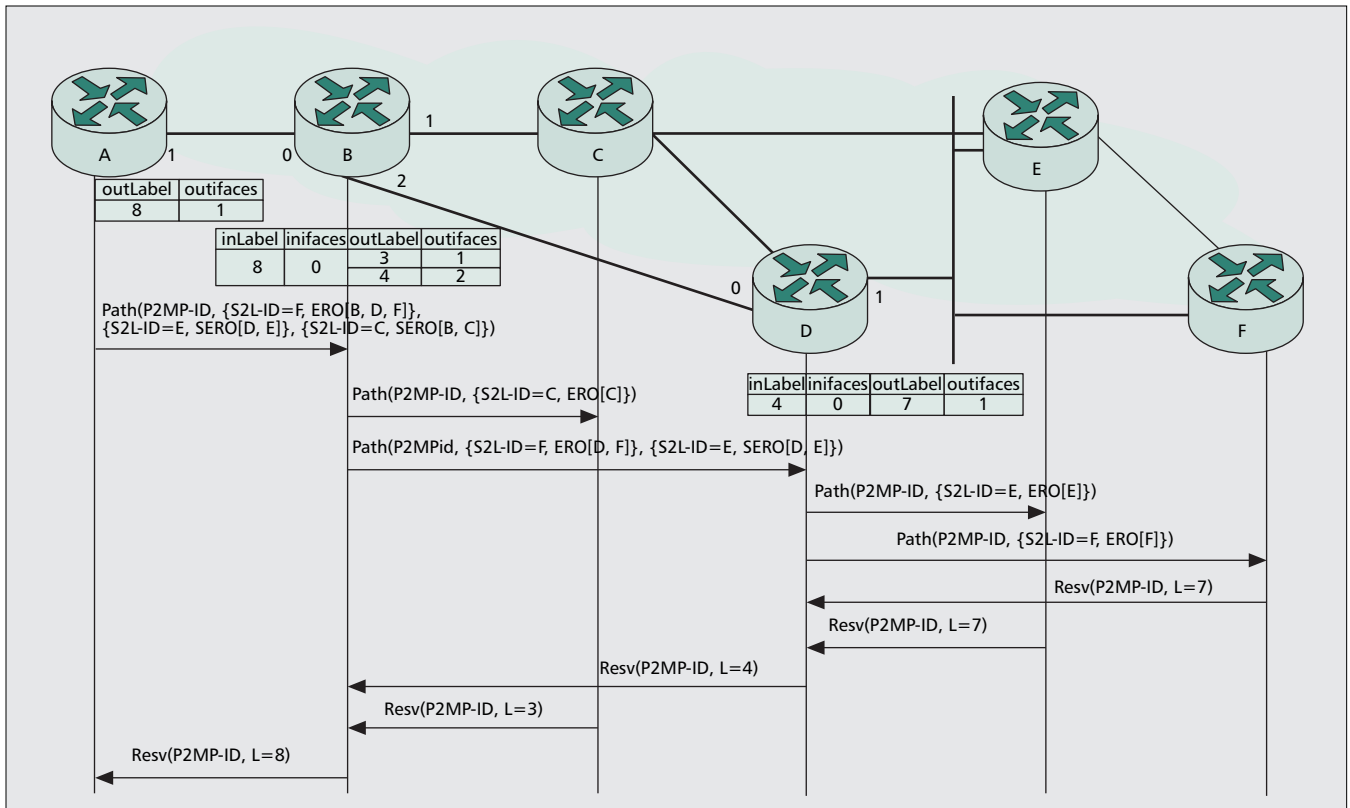 1
A
1
0
B
2
C
E
outLabel outifaces
8 1
inLabel inifaces outLabel outifaces
8 0 3 1
4 2
0
1
D
F
Path(P2MP-ID, {S2L-ID=F, ERO[B, D, F]},
{S2L-ID=E, SERO[D, E]}, {S2L-ID=C, SERO[B, C]})
inLabel inifaces outLabel outifaces
4 0 7 1
Path(P2MP-ID, {S2L-ID=C, ERO[C]})
Path(P2MPid, {S2L-ID=F, ERO[D, F]}, {S2L-ID=E, SERO[D, E]})
Path(P2MP-ID, {S2L-ID=E, ERO[E]})
Path(P2MP-ID, {S2L-ID=F, ERO[F]})
Resv(P2MP-ID, L=7)
Resv(P2MP-ID, L=7)
Resv(P2MP-ID, L=4)
Resv(P2MP-ID, L=3)
Resv(P2MP-ID, L=8)